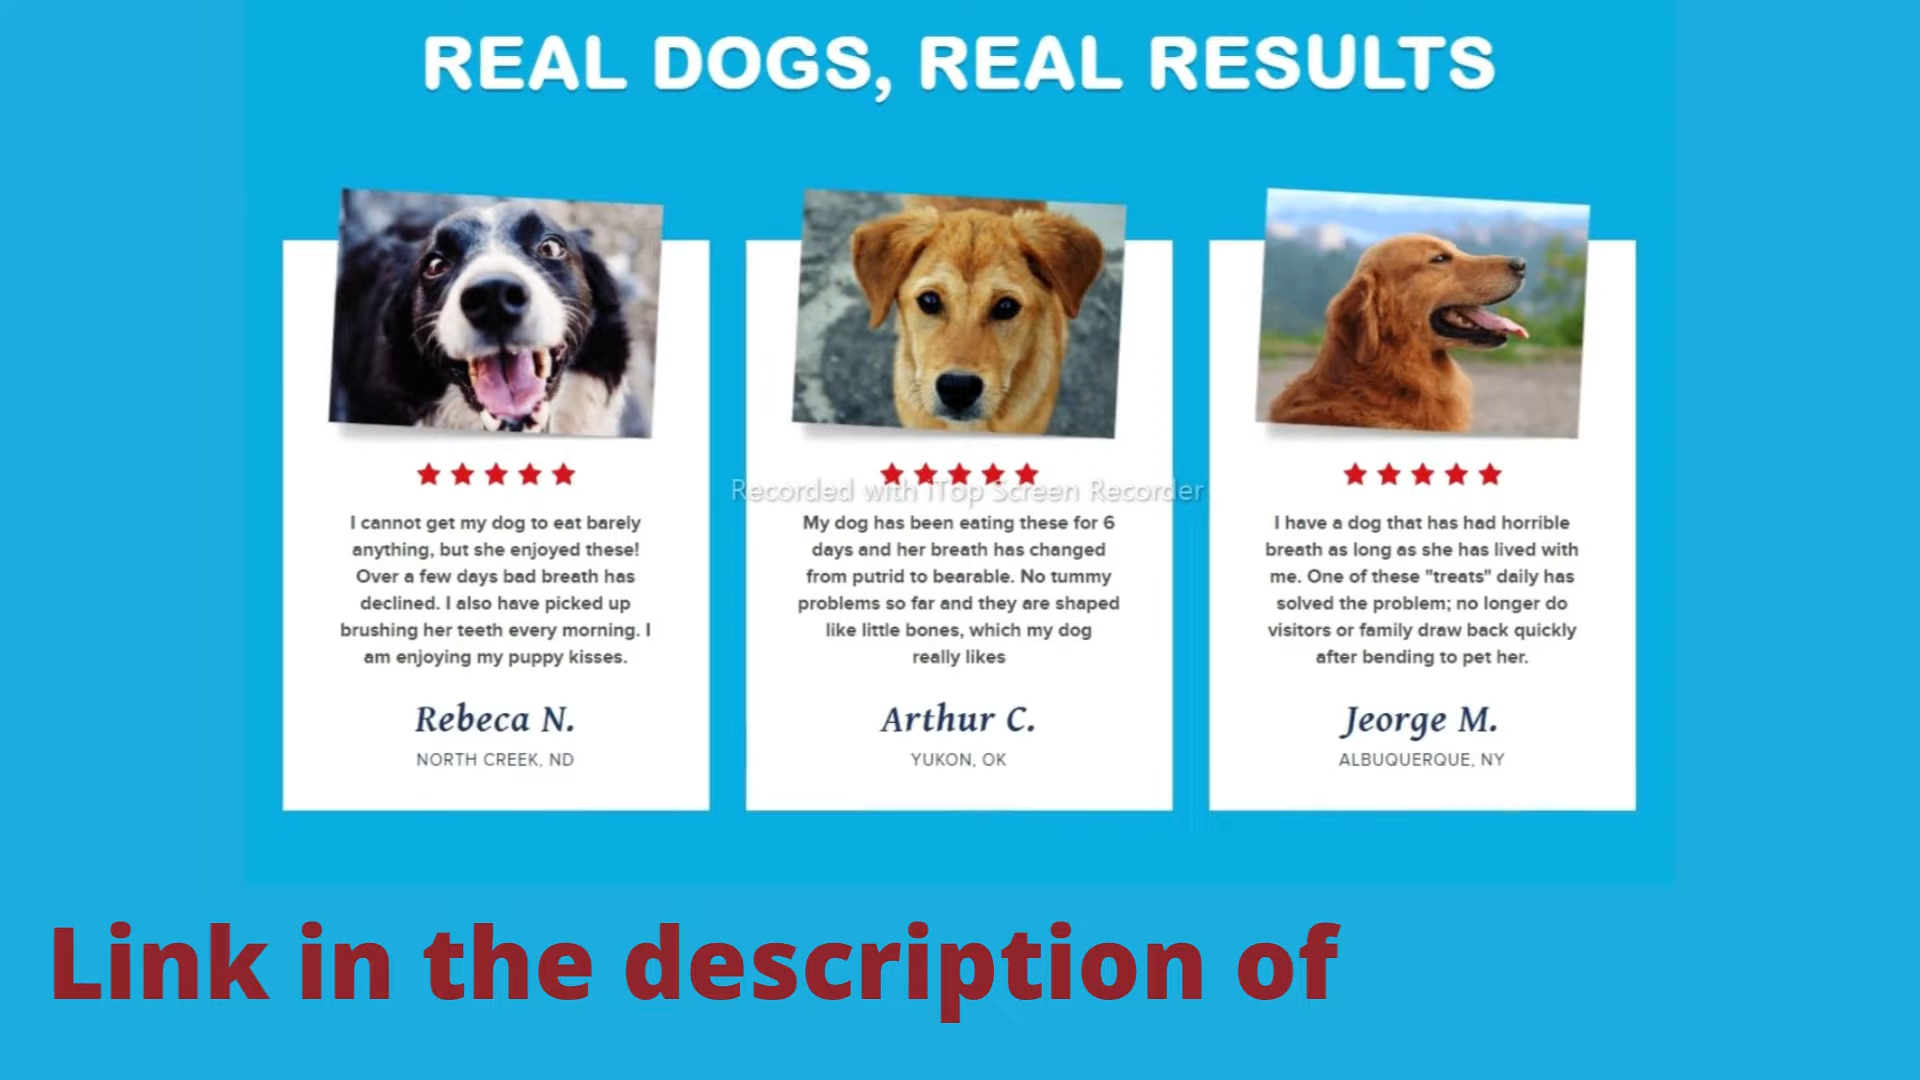 REAL DOGS, REAL RESULTS
I cannot get my dog to eat barely
anything, but she enjoyed these!
Over a few days bad breath has
declined. I also have picked up
brushing her teeth every morning. I
am enjoying my puppy kisses.
Rebeca N.
NORTH CREEK, ND
Recorded with iTop Screen Recorder
My dog has been eating these for 6
days and her breath has changed
from putrid to bearable. No tummy
problems so far and they are shaped
like little bones, which my dog
really likes
Arthur C.
YUKON, OK
I have a dog that has had horrible
breath as long as she has lived with
me. One of these "treats" daily has
solved the problem; no longer do
visitors or family draw back quickly
after bending to pet her.
Jeorge M.
ALBUQUERQUE, NY
Link in the description of